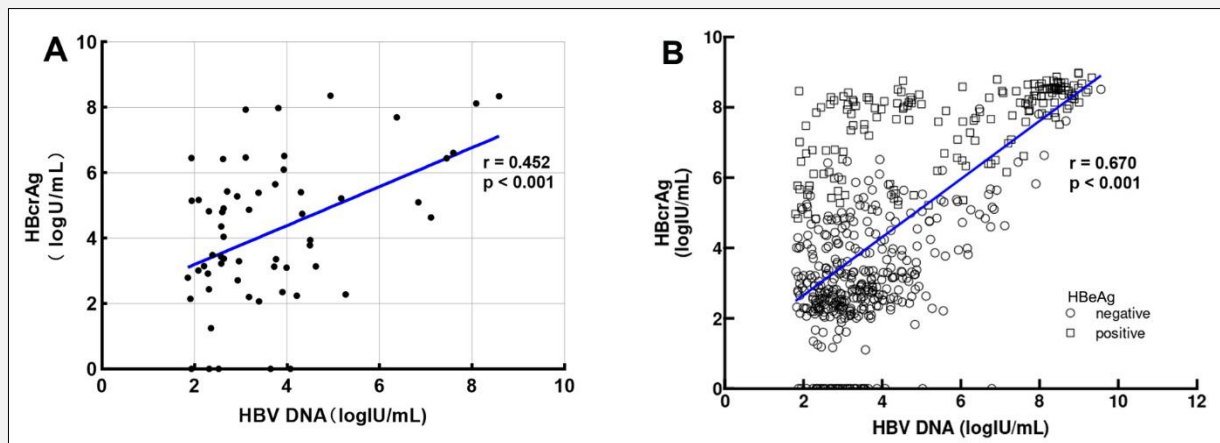 A
10
8
6
4
2
0
HBcrAg
( log U/mL)
r = 0.452
p < 0.001
0
2
4
6
8
10
HBV DNA（logIU/mL)
B
10
8
6
4
2
0
HBcrAg
(logIU/mL)
r = 0.670
p < 0.001
HBeAg
negative
positive
0
2
4
6
8
10
12
HBV DNA (logIU/mL)